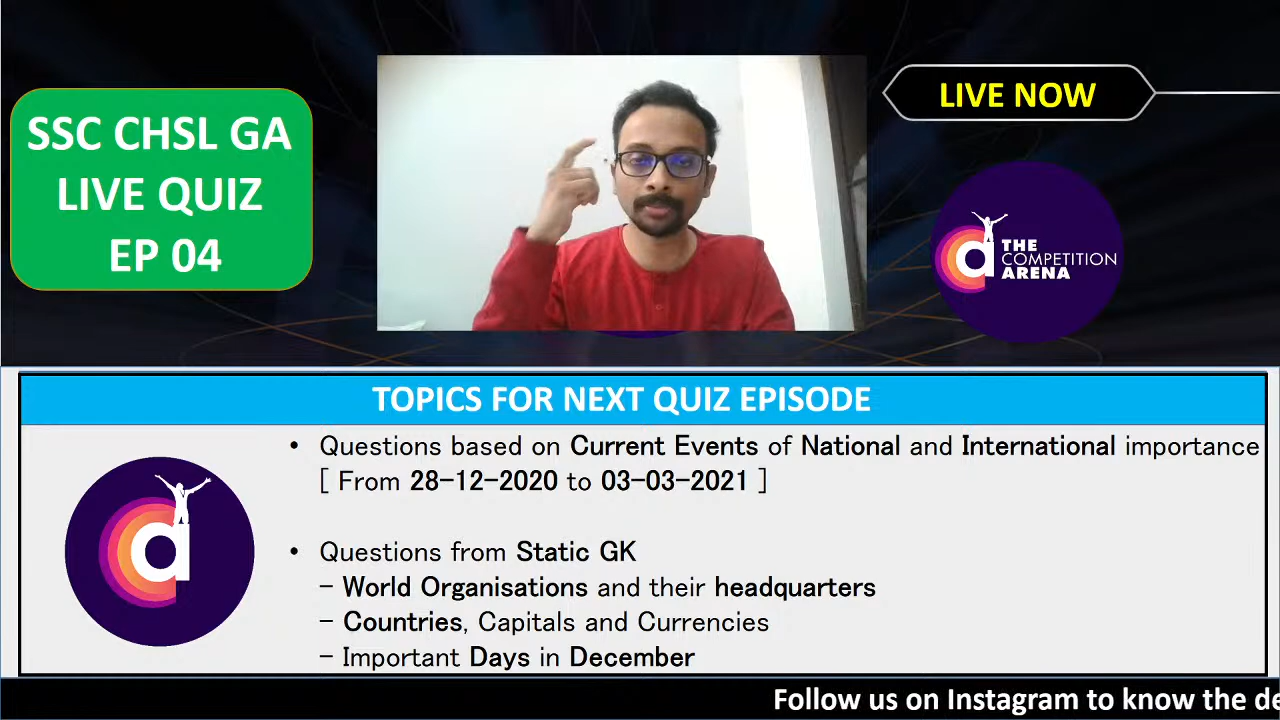 SSC CHSL GA
LIVE QUIZ
EP 04
LIVE NOW
THE
COMPETITION
ARENA
TOPICS FOR NEXT QUIZ EPISODE
• Questions based on Current Events of National and International importance
[ From 28-12-2020 to 03-03-2021 ]
• Questions from Static GK
- World Organisations and their headquarters
- Countries, Capitals and Currencies
- Important Days in December
Follow us on Instagram to know the de